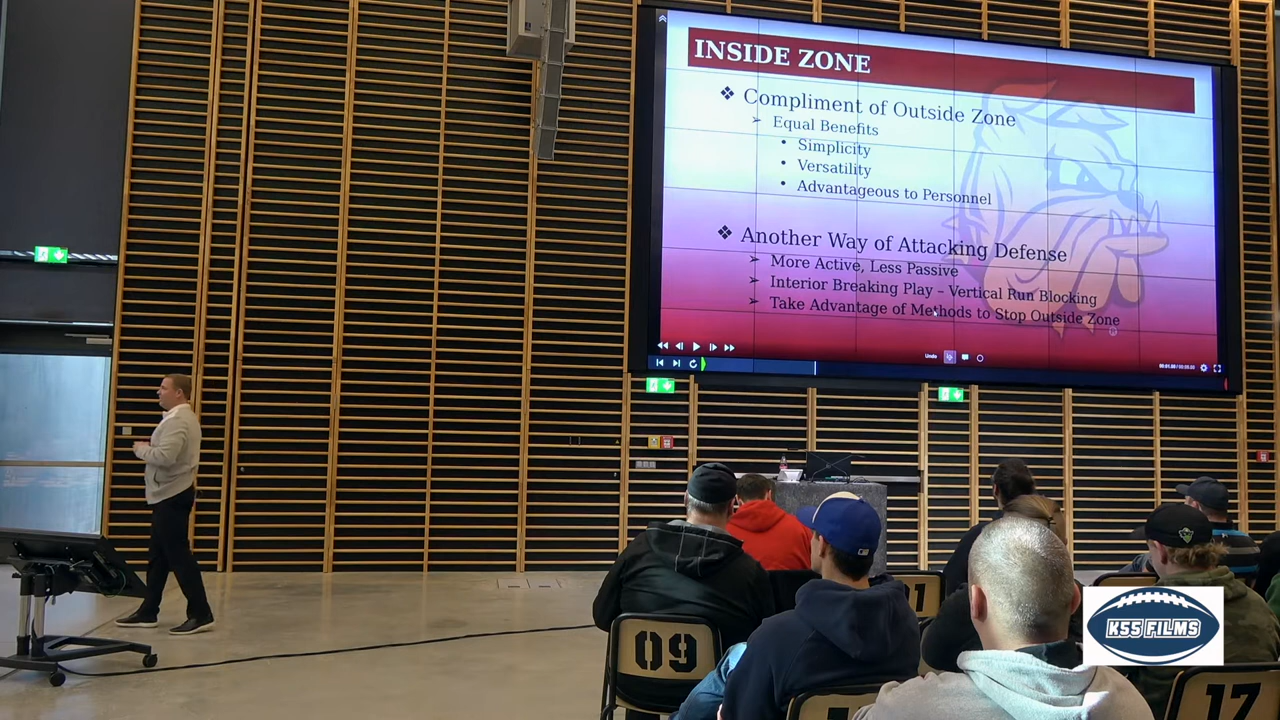 INSIDE ZONE
❖ Compliment of Outside Zone
➢ Equal Benefits
• Simplicity
• Versatility
• Advantageous to Personnel
❖ Another Way of Attacking Defense
➢ More Active, Less Passive
➢ Interior Breaking Play – Vertical Run Blocking
➢ Take Advantage of Methods to Stop Outside Zone
Undo
09
17
KSS FILMS